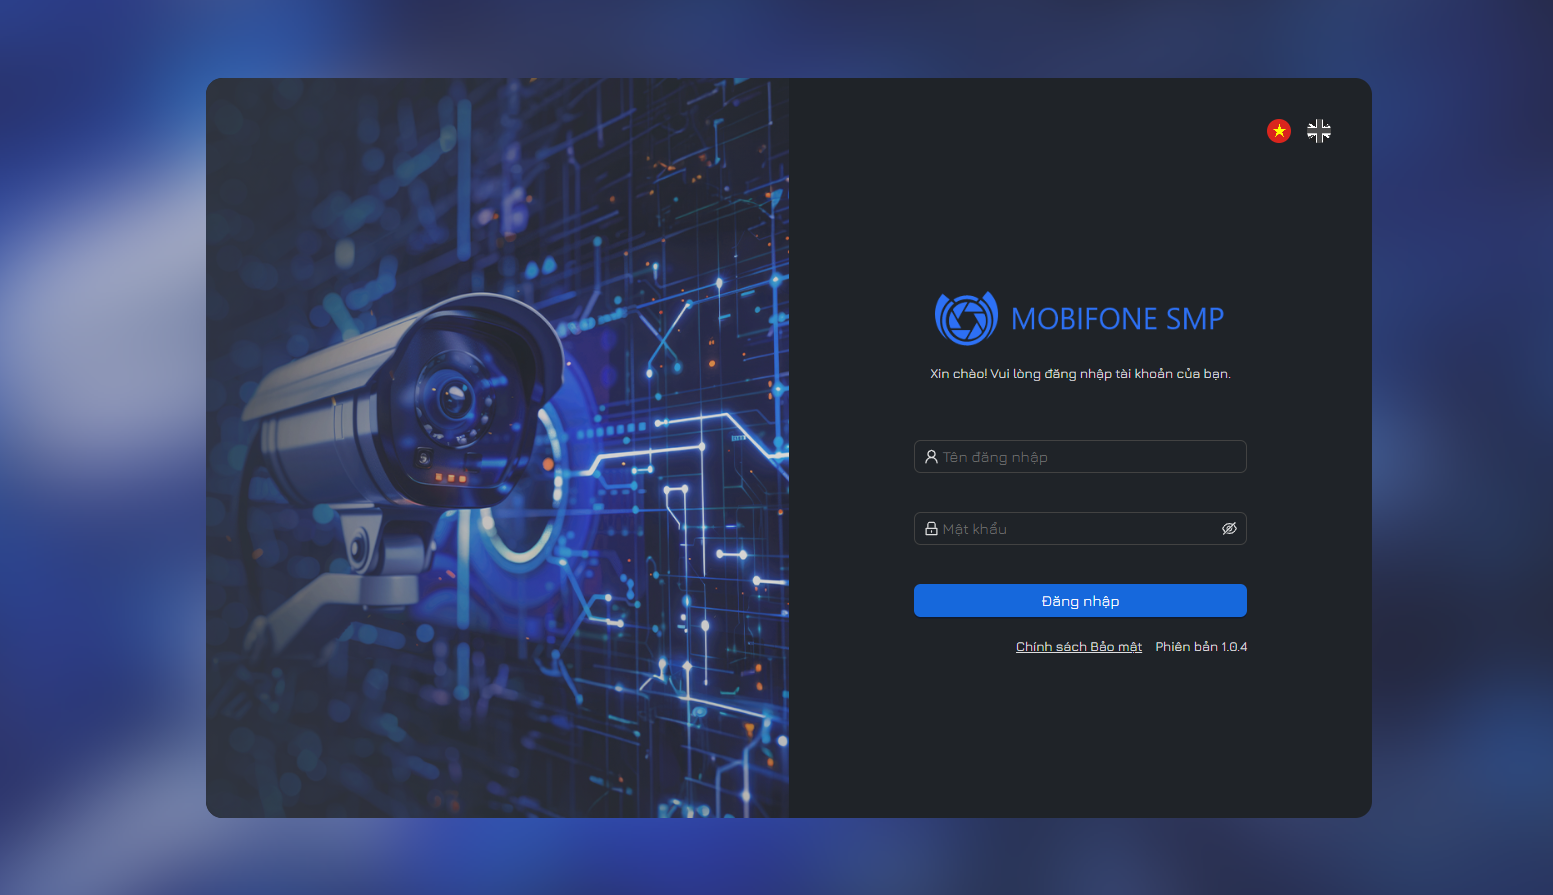 MOBIFONE SMP
Xin chào! Vui lòng đăng nhập tài khoản của bạn.
Tên đăng nhập
Mật khẩu
Đăng nhập
Chính sách Bảo mật Phiên bản 1.0.4